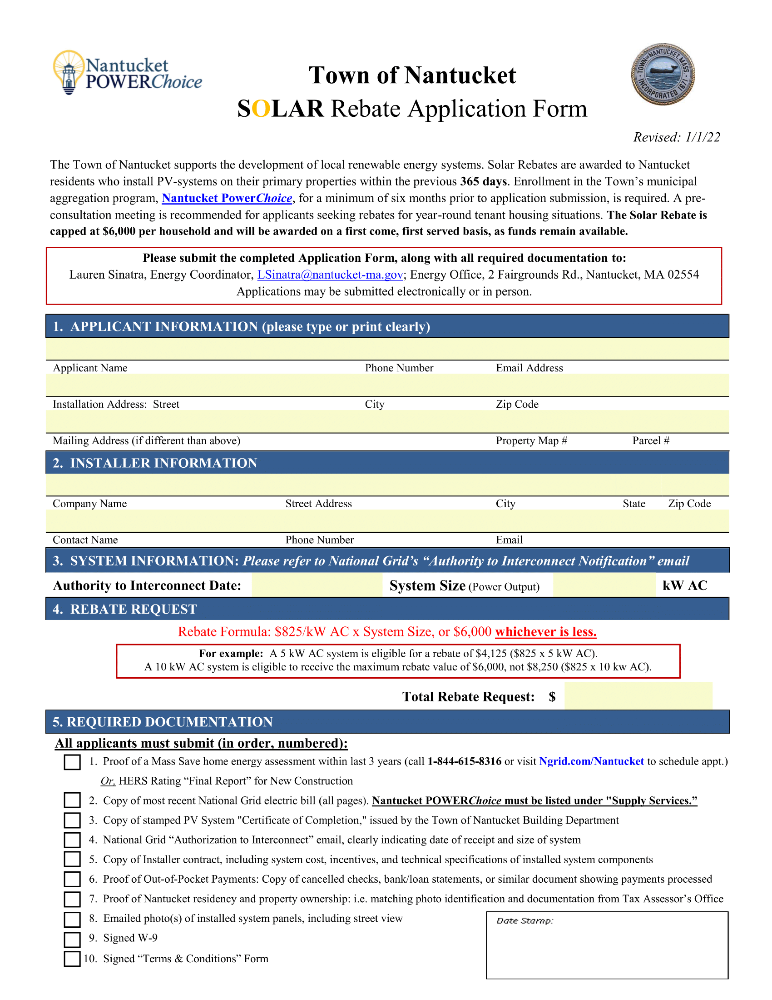 Nantucket
POWERChoice
TOWN OF NANTUCKET, MASS.
INCORPORATED 1671
Town of Nantucket
SOLAR Rebate Application Form
Revised: 1/1/22
The Town of Nantucket supports the development of local renewable energy systems. Solar Rebates are awarded to Nantucket
residents who install PV-systems on their primary properties within the previous 365 days. Enrollment in the Town’s municipal
aggregation program, Nantucket PowerChoice, for a minimum of six months prior to application submission, is required. A pre-
consultation meeting is recommended for applicants seeking rebates for year-round tenant housing situations. The Solar Rebate is
capped at $6,000 per household and will be awarded on a first come, first served basis, as funds remain available.
Please submit the completed Application Form, along with all required documentation to:
Lauren Sinatra, Energy Coordinator, LSinatra@nantucket-ma.gov; Energy Office, 2 Fairgrounds Rd., Nantucket, MA 02554
Applications may be submitted electronically or in person.
1. APPLICANT INFORMATION (please type or print clearly)
Applicant Name Phone Number Email Address
Installation Address: Street City Zip Code
Mailing Address (if different than above) Property Map # Parcel #
2. INSTALLER INFORMATION
Company Name Street Address City State Zip Code
Contact Name Phone Number Email
3. SYSTEM INFORMATION: Please refer to National Grid’s “Authority to Interconnect Notification” email
Authority to Interconnect Date: System Size (Power Output) kW AC
4. REBATE REQUEST
Rebate Formula: $825/kW AC x System Size, or $6,000 whichever is less.
For example: A 5 kW AC system is eligible for a rebate of $4,125 ($825 x 5 kW AC).
A 10 kW AC system is eligible to receive the maximum rebate value of $6,000, not $8,250 ($825 x 10 kw AC).
Total Rebate Request: $
5. REQUIRED DOCUMENTATION
All applicants must submit (in order, numbered):
1. Proof of a Mass Save home energy assessment within last 3 years (call 1-844-615-8316 or visit Ngrid.com/Nantucket to schedule appt.)
Or, HERS Rating “Final Report” for New Construction
2. Copy of most recent National Grid electric bill (all pages). Nantucket POWERChoice must be listed under "Supply Services.”
3. Copy of stamped PV System "Certificate of Completion," issued by the Town of Nantucket Building Department
4. National Grid “Authorization to Interconnect” email, clearly indicating date of receipt and size of system
5. Copy of Installer contract, including system cost, incentives, and technical specifications of installed system components
6. Proof of Out-of-Pocket Payments: Copy of cancelled checks, bank/loan statements, or similar document showing payments processed
7. Proof of Nantucket residency and property ownership: i.e. matching photo identification and documentation from Tax Assessor’s Office
8. Emailed photo(s) of installed system panels, including street view
9. Signed W-9
10. Signed “Terms & Conditions” Form
Date Stamp: